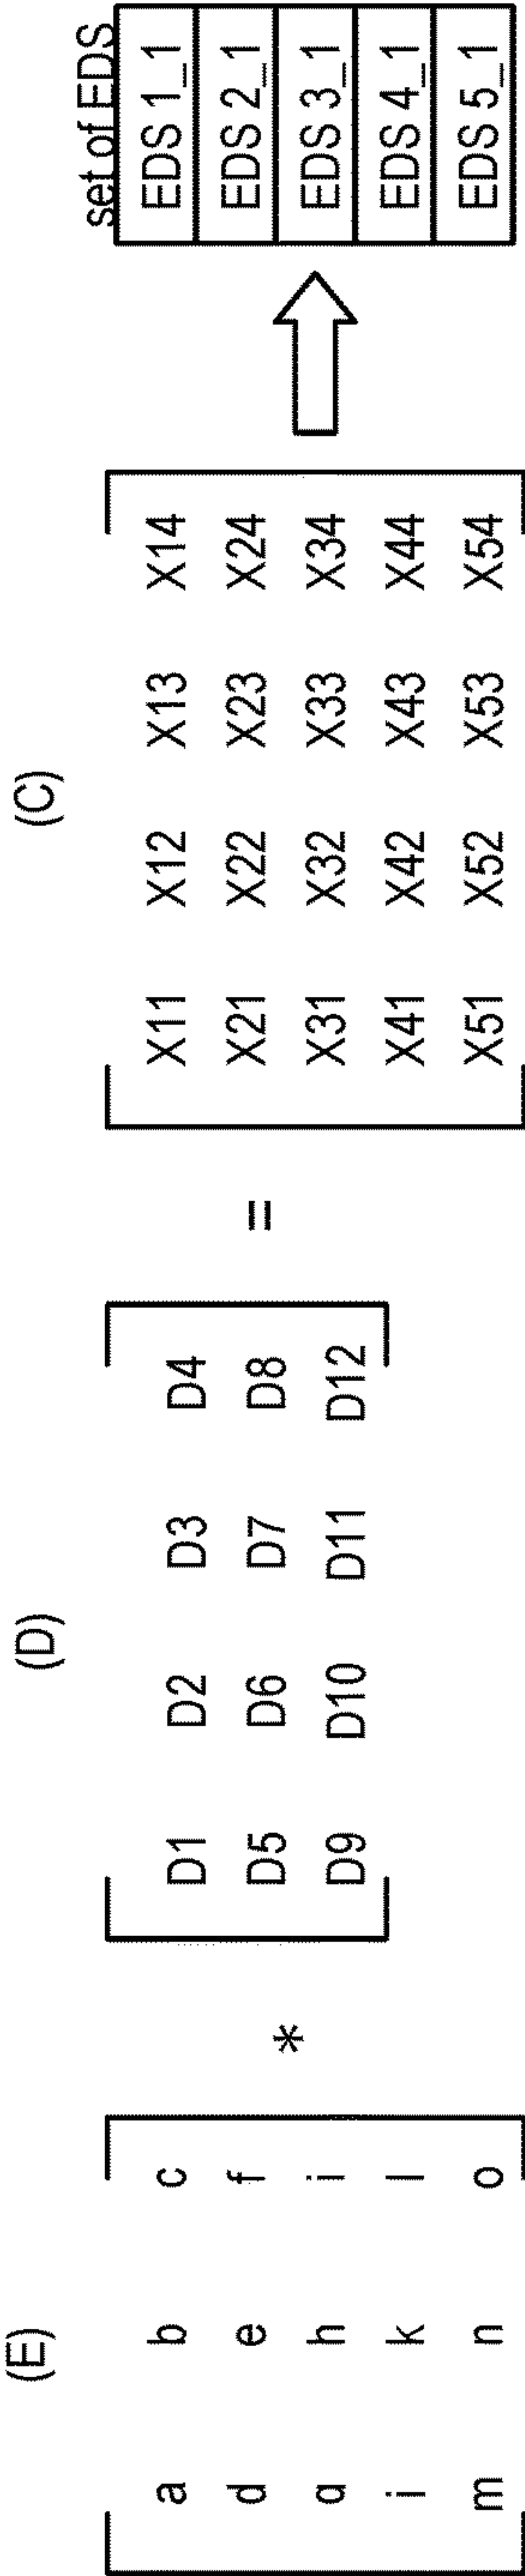 (E) (D) (C) set of EDS
a b c D1 D2 D3 D4 X11 X12 X13 X14 EDS 1_1
d e f * D5 D6 D7 D8 = X21 X22 X23 X24 EDS 2_1
g h i D9 D10 D11 D12 X31 X32 X33 X34 EDS 3_1
j k l X41 X42 X43 X44 EDS 4_1
m n o X51 X52 X53 X54 EDS 5_1